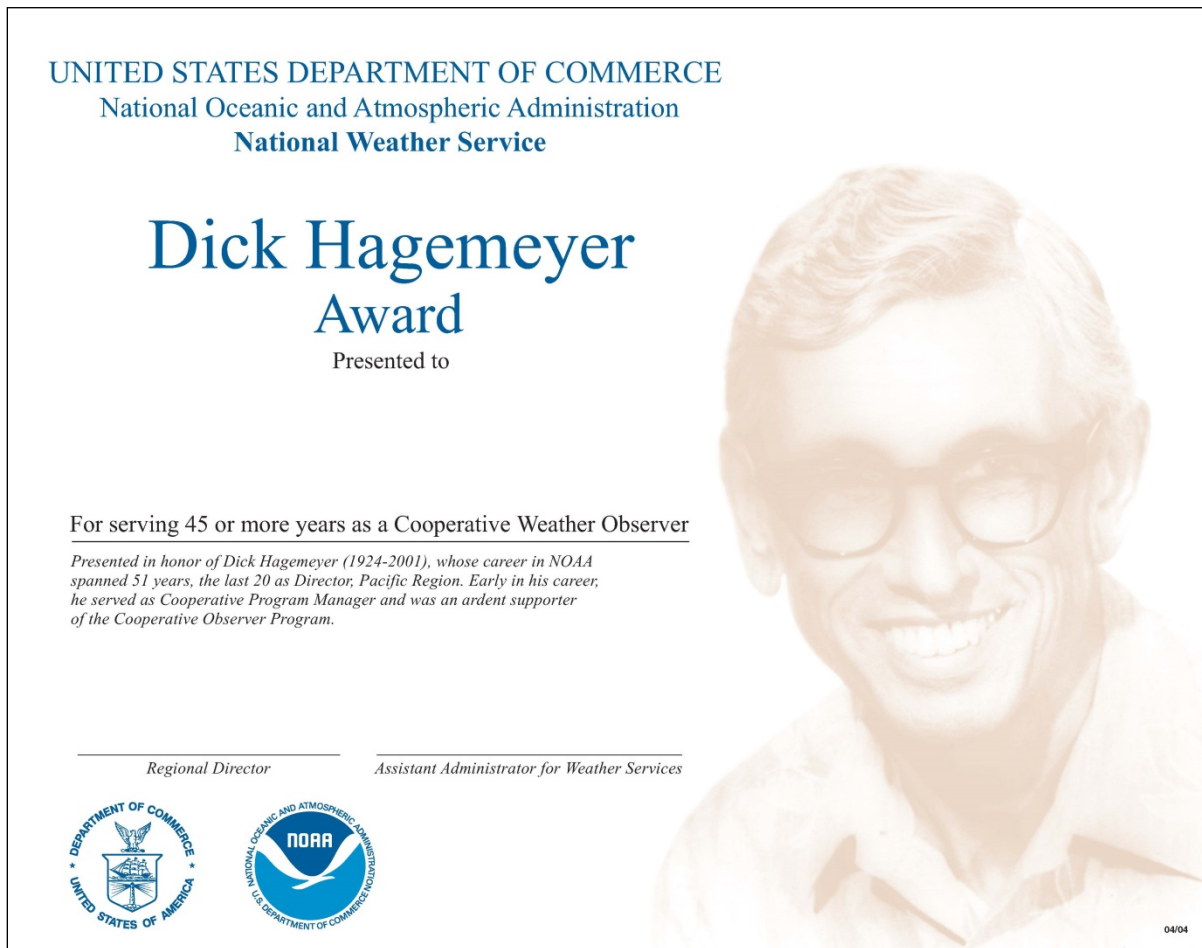 UNITED STATES DEPARTMENT OF COMMERCE
National Oceanic and Atmospheric Administration
National Weather Service
Dick Hagemeyer
Award
Presented to
For serving 45 or more years as a Cooperative Weather Observer
Presented in honor of Dick Hagemeyer (1924-2001), whose career in NOAA
spanned 51 years, the last 20 as Director, Pacific Region. Early in his career,
he served as Cooperative Program Manager and was an ardent supporter
of the Cooperative Observer Program.
Regional Director
Assistant Administrator for Weather Services
DEPARTMENT OF COMMERCE
UNITED STATES OF AMERICA
NATIONAL OCEANIC AND ATMOSPHERIC ADMINISTRATION
NOAA
U.S. DEPARTMENT OF COMMERCE
04/04